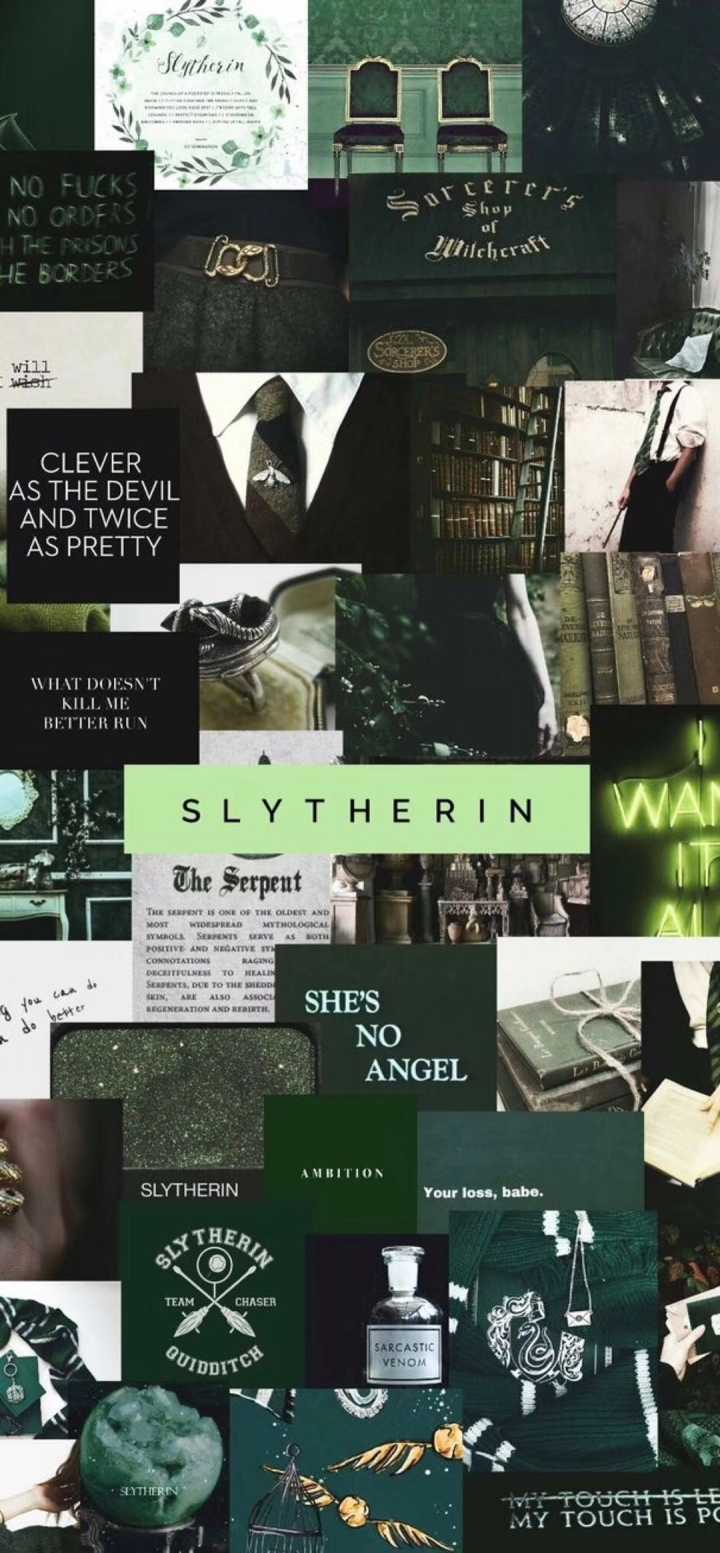 Slytherin
NO FUCKS
NO ORDERS
THE PRISONS
HE BORDERS
Sorcerer's
Shop
of
Witchcraft
SORCERER'S
SHOP
will
wish
CLEVER
AS THE DEVIL
AND TWICE
AS PRETTY
WHAT DOESN'T
KILL ME
BETTER RUN
SLYTHERIN
I
WAN
IT
AL
The Serpent
THE SERPENT IS ONE OF THE OLDEST AND
MOST WIDESPREAD MYTHOLOGICAL
SYMBOLS. SERPENTS SERVE AS BOTH
POSITIVE AND NEGATIVE SY
CONNOTATIONS RAGING
DECEITFULNESS TO HEALIN
SERPENTS, DUE TO THE SHEDD
SKIN, ARE ALSO ASSOCI
REGENERATION AND REBIRTH.
g you can do
do better
SHE'S
NO
ANGEL
SLYTHERIN
AMBITION
Your loss, babe.
SLYTHERIN
TEAM CHASER
QUIDDITCH
SARCASTIC
VENOM
SLYTHERIN
MY TOUCH IS LE
MY TOUCH IS PO